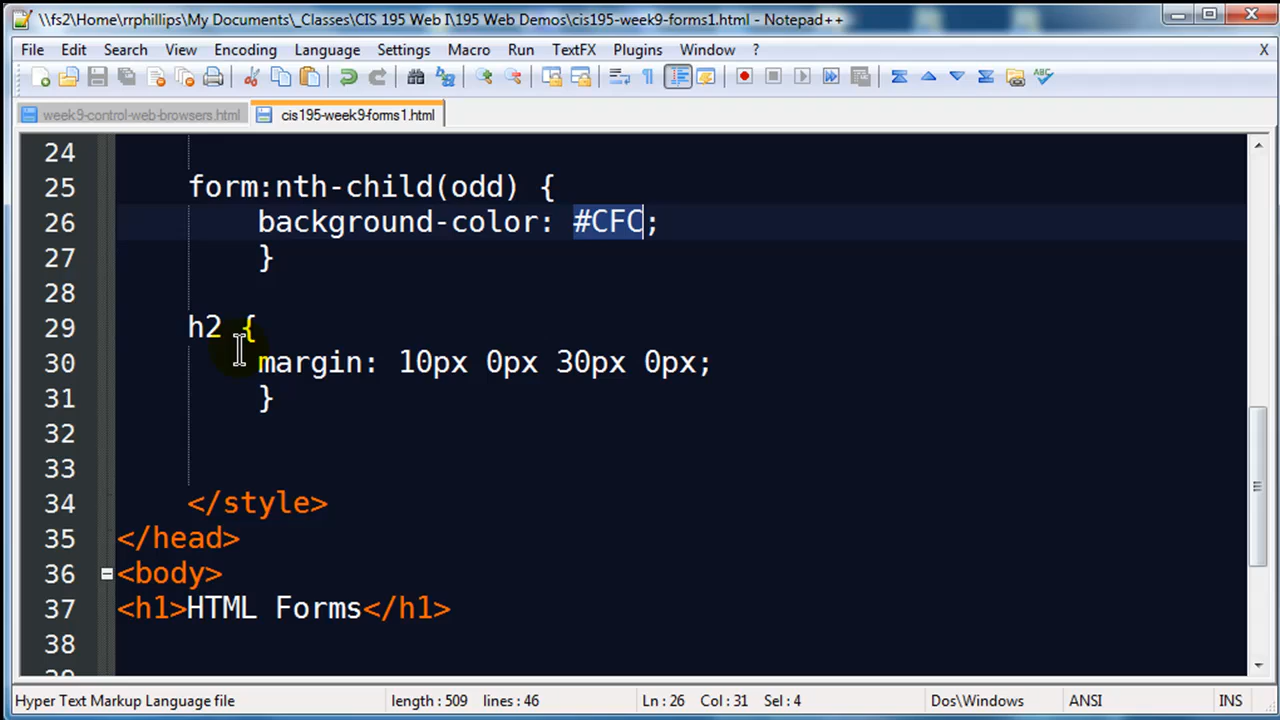 \\fs2\Home\rrphillips\My Documents\_Classes\CIS 195 Web I\195 Web Demos\cis195-week9-forms1.html - Notepad++
File Edit Search View Encoding Language Settings Macro Run TextFX Plugins Window ? X
week9-control-web-browsers.html cis195-week9-forms1.html
24
25 form:nth-child(odd) {
26 background-color: #CFC;
27 }
28
29 h2 {
30 margin: 10px 0px 30px 0px;
31 }
32
33
34 </style>
35 </head>
36 <body>
37 <h1>HTML Forms</h1>
38
Hyper Text Markup Language file length : 509 lines : 46 Ln : 26 Col : 31 Sel : 4 Dos\Windows ANSI INS